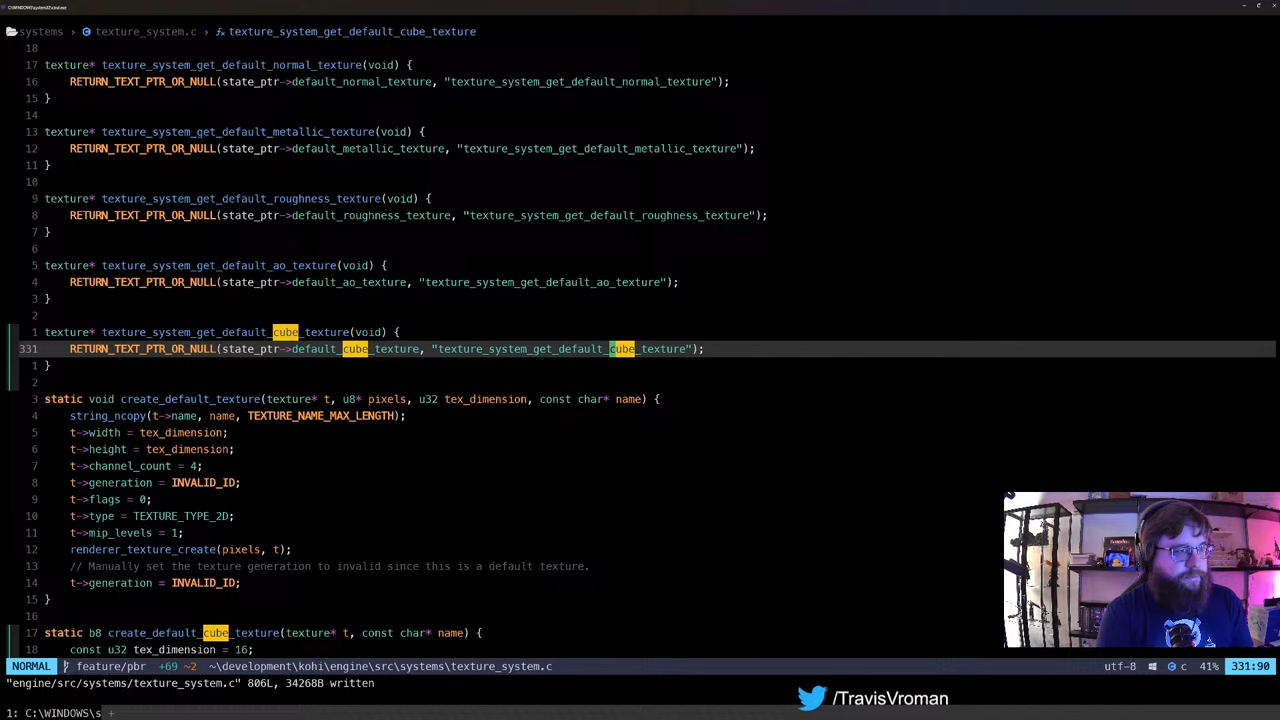 C:\WINDOWS\system32\cmd.exe
systems > texture_system.c > texture_system_get_default_cube_texture
18
17 texture* texture_system_get_default_normal_texture(void) {
16 RETURN_TEXT_PTR_OR_NULL(state_ptr->default_normal_texture, "texture_system_get_default_normal_texture");
15 }
14
13 texture* texture_system_get_default_metallic_texture(void) {
12 RETURN_TEXT_PTR_OR_NULL(state_ptr->default_metallic_texture, "texture_system_get_default_metallic_texture");
11 }
10
9 texture* texture_system_get_default_roughness_texture(void) {
8 RETURN_TEXT_PTR_OR_NULL(state_ptr->default_roughness_texture, "texture_system_get_default_roughness_texture");
7 }
6
5 texture* texture_system_get_default_ao_texture(void) {
4 RETURN_TEXT_PTR_OR_NULL(state_ptr->default_ao_texture, "texture_system_get_default_ao_texture");
3 }
2
1 texture* texture_system_get_default_cube_texture(void) {
331 RETURN_TEXT_PTR_OR_NULL(state_ptr->default_cube_texture, "texture_system_get_default_cube_texture");
1 }
2
3 static void create_default_texture(texture* t, u8* pixels, u32 tex_dimension, const char* name) {
4 string_ncopy(t->name, name, TEXTURE_NAME_MAX_LENGTH);
5 t->width = tex_dimension;
6 t->height = tex_dimension;
7 t->channel_count = 4;
8 t->generation = INVALID_ID;
9 t->flags = 0;
10 t->type = TEXTURE_TYPE_2D;
11 t->mip_levels = 1;
12 renderer_texture_create(pixels, t);
13 // Manually set the texture generation to invalid since this is a default texture.
14 t->generation = INVALID_ID;
15 }
16
17 static b8 create_default_cube_texture(texture* t, const char* name) {
18 const u32 tex_dimension = 16;
NORMAL feature/pbr +69 ~2 ~\development\kohi\engine\src\systems\texture_system.c utf-8 c 41% 331:90
"engine/src/systems/texture_system.c" 806L, 34268B written
/TravisVroman
1: C:\WINDOWS\s +